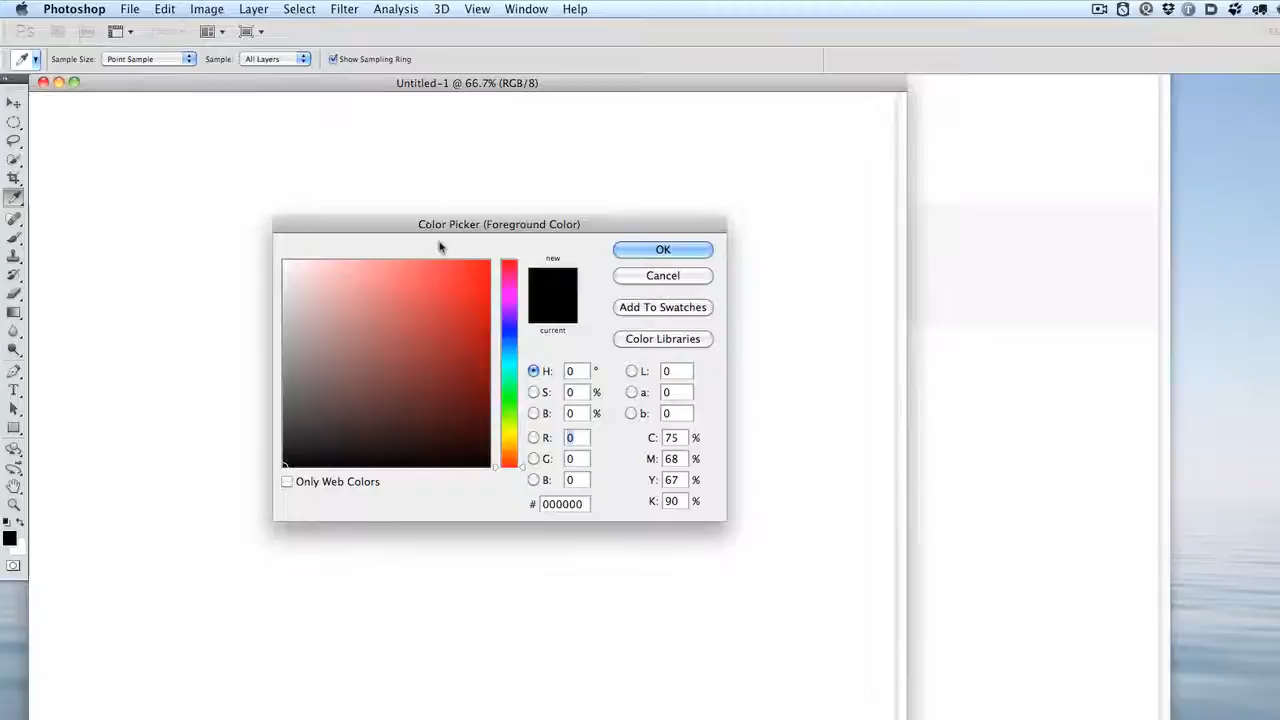 Photoshop File Edit Image Layer Select Filter Analysis 3D View Window Help
Ps
Sample Size: Point Sample Sample: All Layers Show Sampling Ring
Untitled-1 @ 66.7% (RGB/8)
Color Picker (Foreground Color)
new
current
OK
Cancel
Add To Swatches
Color Libraries
H: 0 ° L: 0
S: 0 % a: 0
B: 0 % b: 0
R: 0 C: 75 %
G: 0 M: 68 %
B: 0 Y: 67 %
# 000000 K: 90 %
Only Web Colors
T